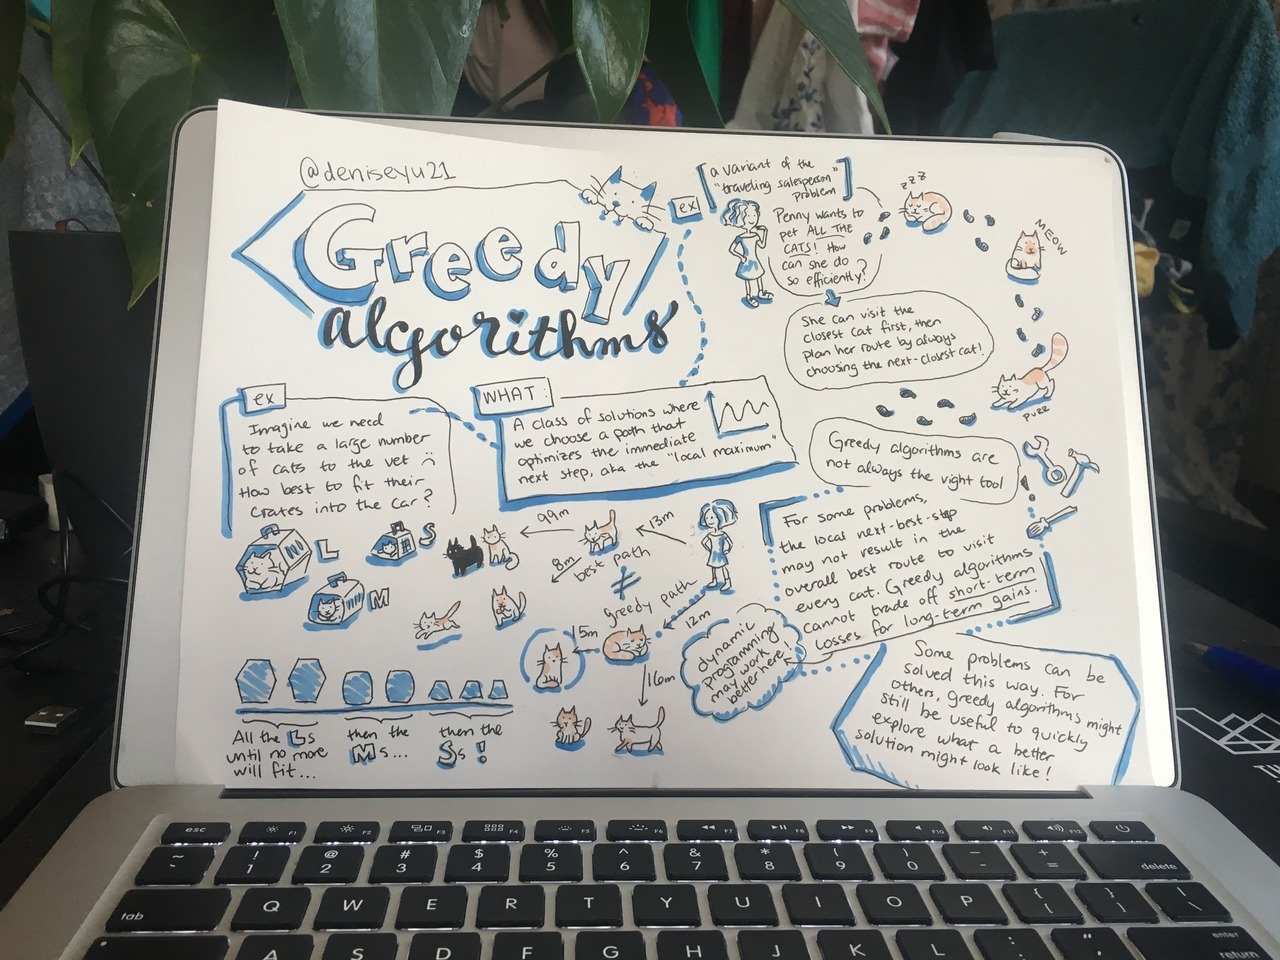 @deniseyu21
Greedy
algorithms
ex
a variant of the
"traveling salesperson"
problem
Penny wants to
pet ALL THE
CATS! How
can she do
so efficiently?
zzz
MEOW
purr
She can visit the
closest cat first, then
plan her route by always
choosing the next-closest cat!
WHAT:
A class of solutions where
we choose a path that
optimizes the immediate
next step, aka the "local maximum"
ex
Imagine we need
to take a large number
of cats to the vet :(
How best to fit their
crates into the car?
L
S
M
All the Ls
until no more
will fit...
then the
Ms...
then the
Ss!
99m
13m
8m
best path
≠
greedy path
12m
15m
16m
Greedy algorithms are
not always the right tool
For some problems,
the local next-best-step
may not result in the
overall best route to visit
every cat. Greedy algorithms
cannot trade off short-term
losses for long-term gains.
dynamic
programming
may work
better here!
Some problems can be
solved this way. For
others, greedy algorithms might
still be useful to quickly
explore what a better
solution might look like!
esc F1 F2 F3 F4 F5 F6 F7 F8 F9 F10 F11 F12
~ ! @ # $ % ^ & * ( ) _ +
1 2 3 4 5 6 7 8 9 0 - = delete
tab Q W E R T Y U I O P { } |
[ ] \
A S D F G H J K L : " enter
; ' return